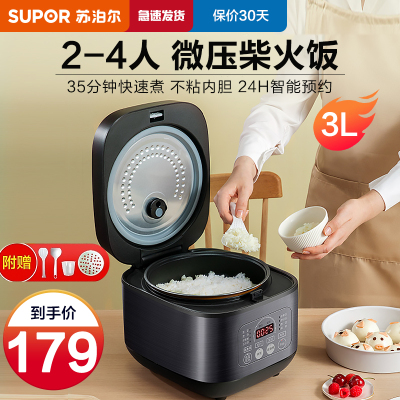 SUPOR 苏泊尔 急速发货 保价30天
2-4人 微压柴火饭
35分钟快速煮 不粘内胆 24H智能预约
3L
附赠
00:25
到手价
179